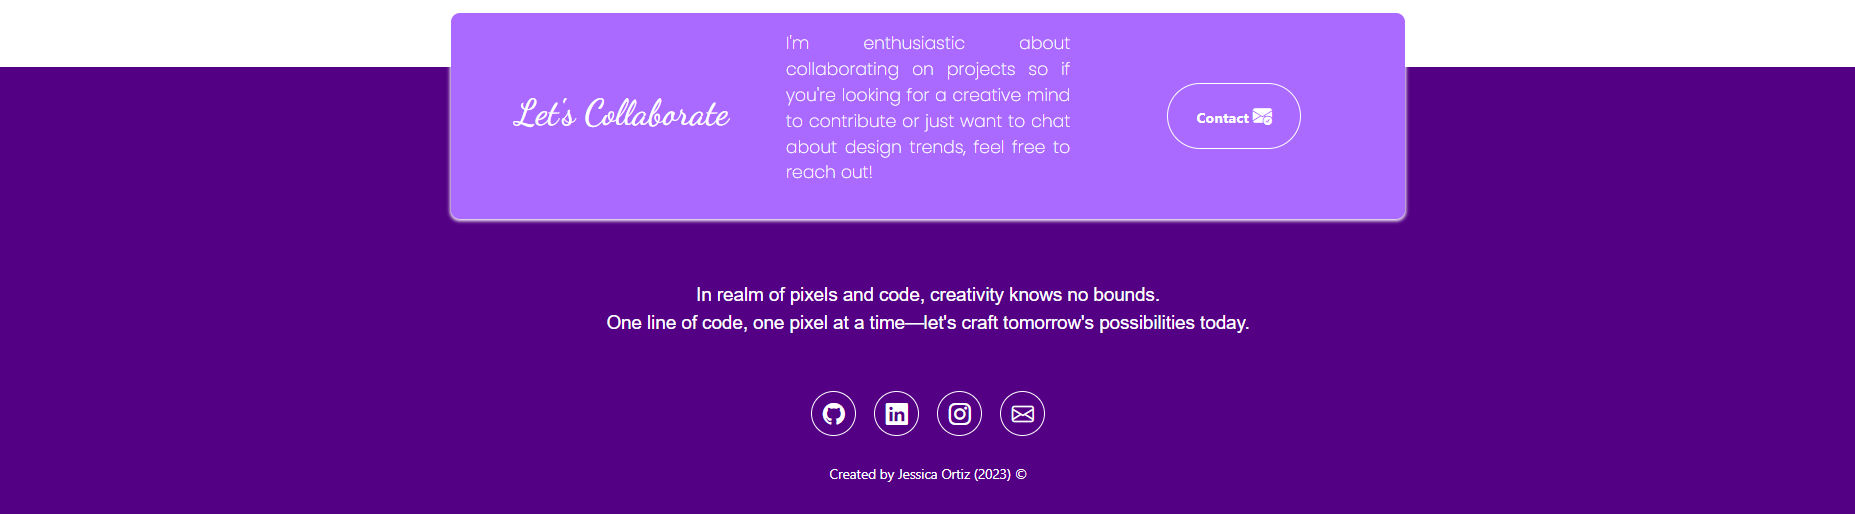 Let's Collaborate
I'm enthusiastic about
collaborating on projects so if
you're looking for a creative mind
to contribute or just want to chat
about design trends, feel free to
reach out!
Contact
In realm of pixels and code, creativity knows no bounds.
One line of code, one pixel at a time—let's craft tomorrow's possibilities today.
in
Created by Jessica Ortiz (2023) ©